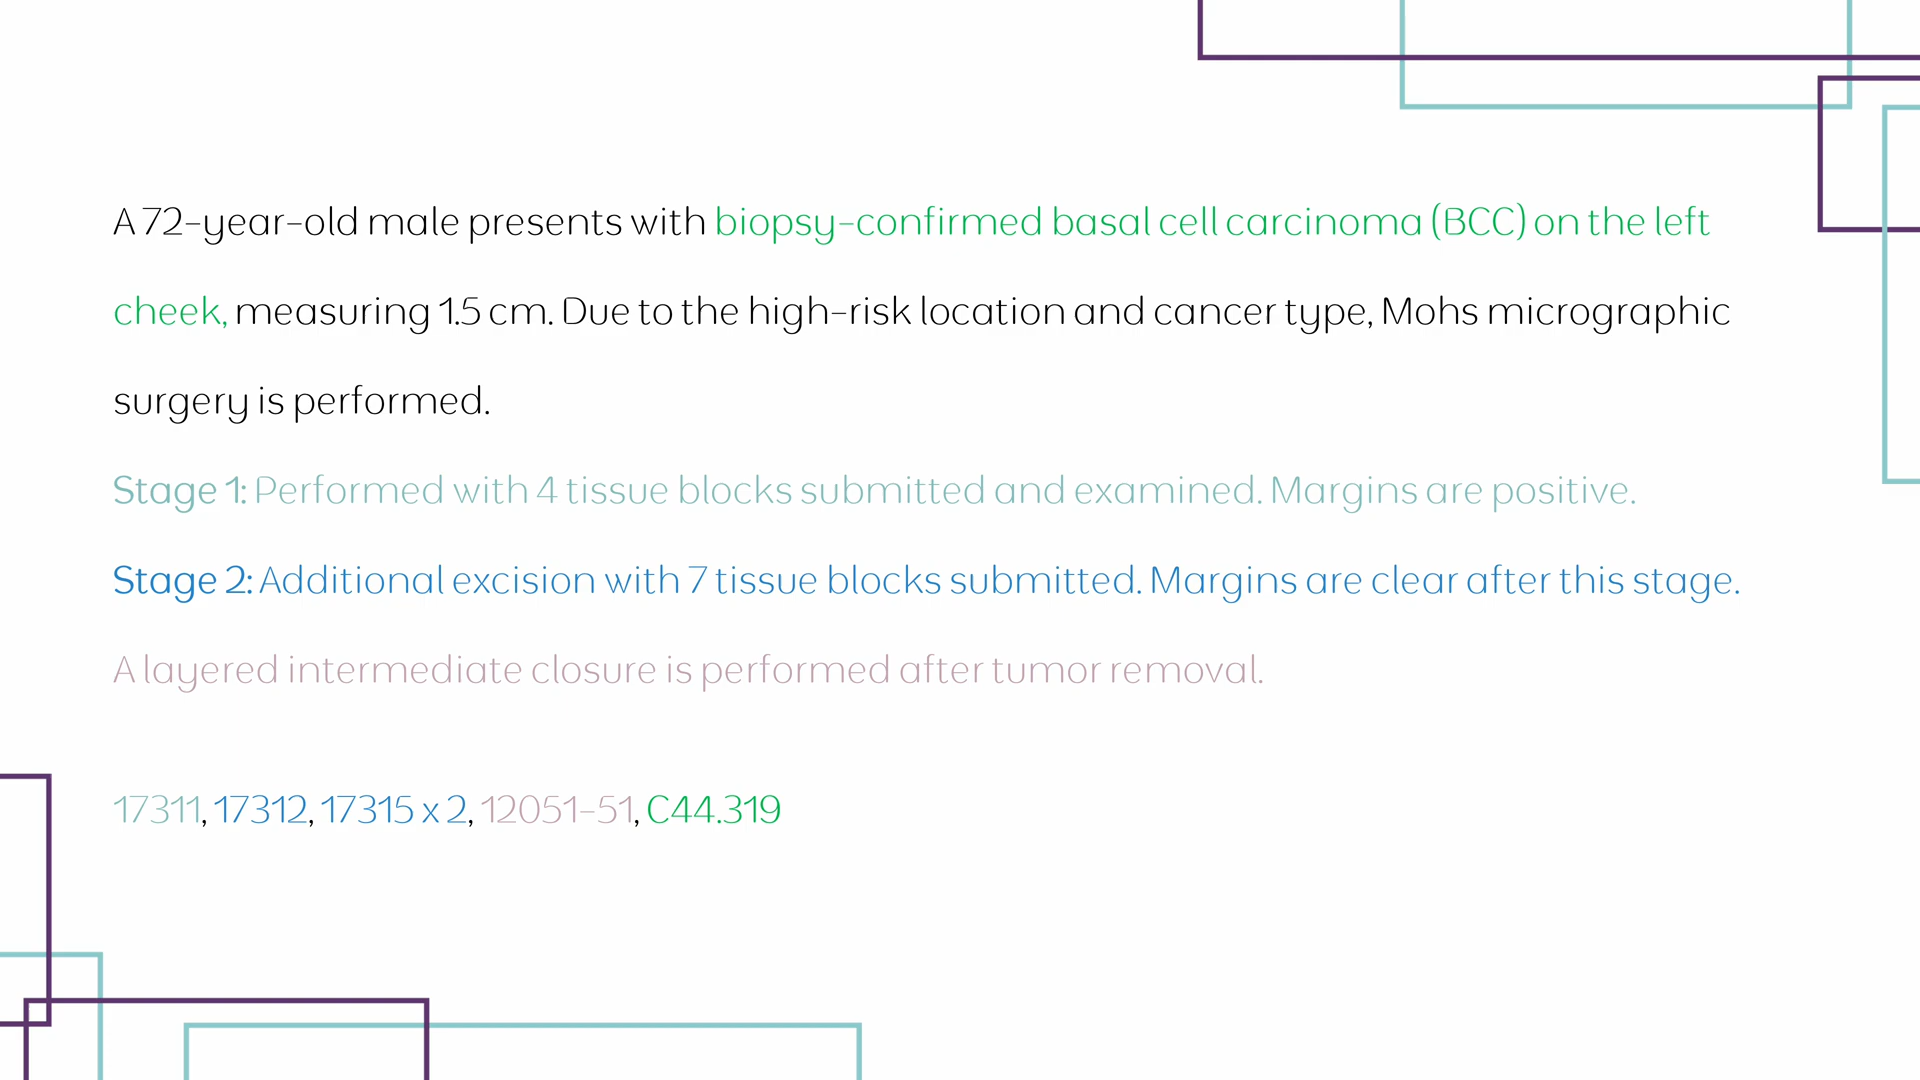 A 72-year-old male presents with biopsy-confirmed basal cell carcinoma (BCC) on the left
cheek, measuring 1.5 cm. Due to the high-risk location and cancer type, Mohs micrographic
surgery is performed.
Stage 1: Performed with 4 tissue blocks submitted and examined. Margins are positive.
Stage 2: Additional excision with 7 tissue blocks submitted. Margins are clear after this stage.
A layered intermediate closure is performed after tumor removal.
17311, 17312, 17315 x 2, 12051-51, C44.319